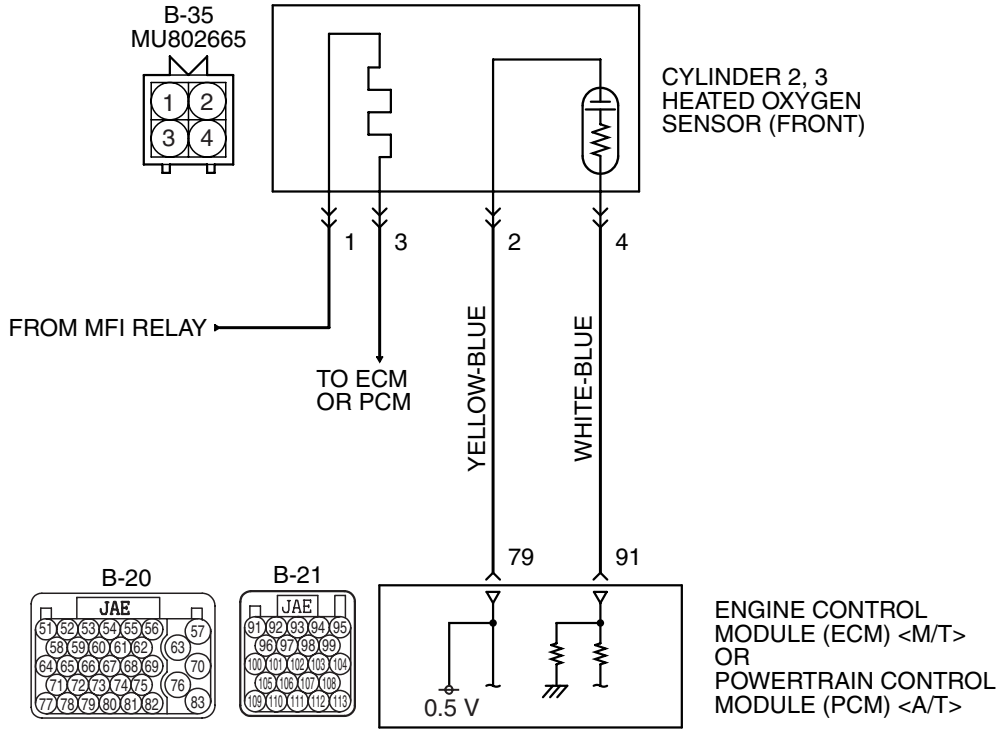 B-35
MU802665
1 2
3 4
CYLINDER 2, 3
HEATED OXYGEN
SENSOR (FRONT)
1
3
2
4
FROM MFI RELAY
TO ECM
OR PCM
YELLOW-BLUE
WHITE-BLUE
79
91
B-20
JAE
51 52 53 54 55 56 57
58 59 60 61 62 63
64 65 66 67 68 69 70
71 72 73 74 75 76
77 78 79 80 81 82 83
B-21
JAE
91 92 93 94 95
96 97 98 99
100 101 102 103 104
105 106 107 108
109 110 111 112 113
0.5 V
ENGINE CONTROL
MODULE (ECM) <M/T>
OR
POWERTRAIN CONTROL
MODULE (PCM) <A/T>